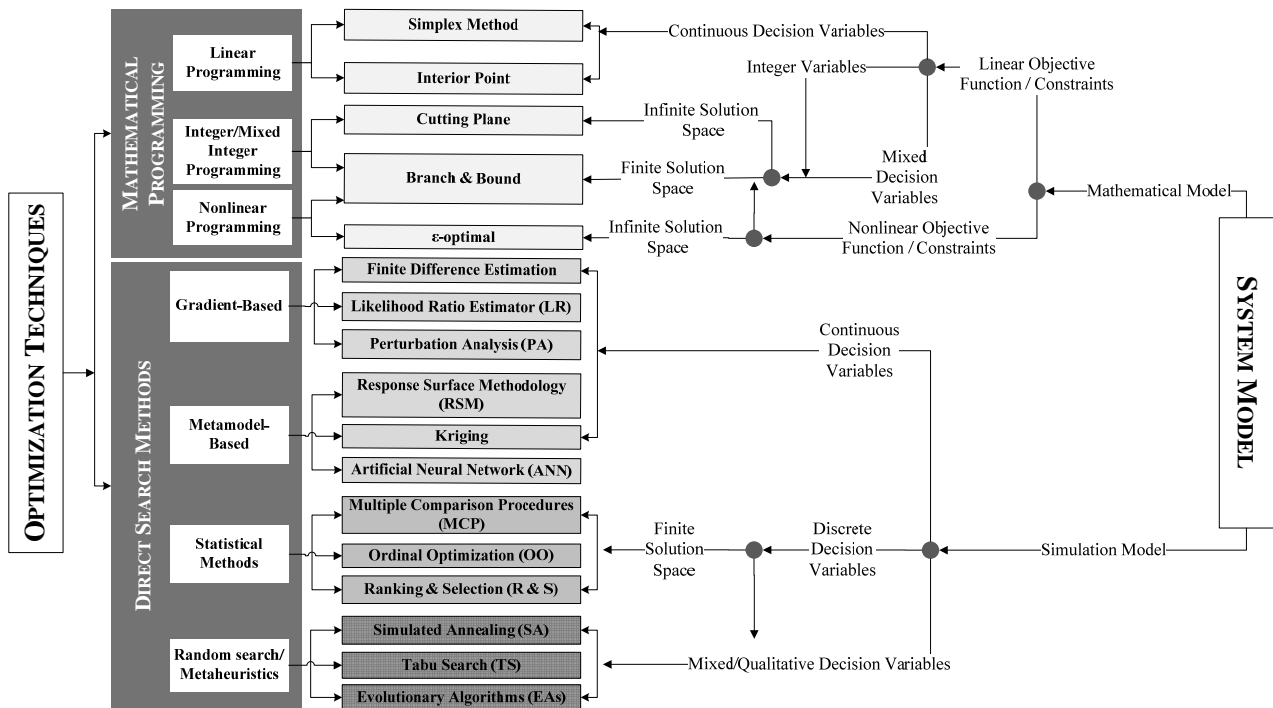 OPTIMIZATION TECHNIQUES
MATHEMATICAL
PROGRAMMING
Linear
Programming
Integer/Mixed
Integer
Programming
Nonlinear
Programming
Simplex Method
Interior Point
Cutting Plane
Branch & Bound
ε-optimal
Continuous Decision Variables
Integer Variables
Linear Objective
Function / Constraints
Infinite Solution
Space
Finite Solution
Space
Mixed
Decision
Variables
Infinite Solution
Space
Nonlinear Objective
Function / Constraints
Mathematical Model
DIRECT SEARCH METHODS
Gradient-Based
Metamodel-
Based
Statistical
Methods
Random search/
Metaheuristics
Finite Difference Estimation
Likelihood Ratio Estimator (LR)
Perturbation Analysis (PA)
Response Surface Methodology
(RSM)
Kriging
Artificial Neural Network (ANN)
Multiple Comparison Procedures
(MCP)
Ordinal Optimization (OO)
Ranking & Selection (R & S)
Simulated Annealing (SA)
Tabu Search (TS)
Evolutionary Algorithms (EAs)
Continuous
Decision
Variables
Finite
Solution
Space
Discrete
Decision
Variables
Simulation Model
Mixed/Qualitative Decision Variables
SYSTEM MODEL